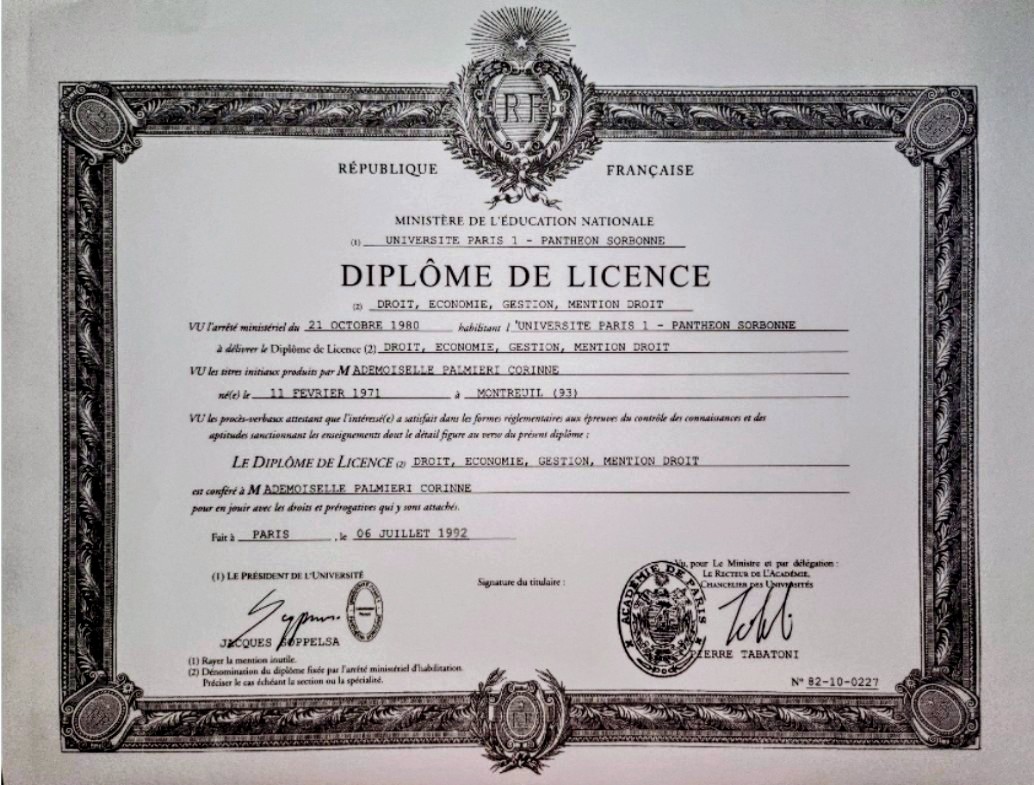 RF
RÉPUBLIQUE FRANÇAISE
MINISTÈRE DE L'ÉDUCATION NATIONALE
(1) UNIVERSITE PARIS 1 - PANTHEON SORBONNE
DIPLÔME DE LICENCE
(2) DROIT, ECONOMIE, GESTION, MENTION DROIT
VU l'arrêté ministériel du 21 OCTOBRE 1980 habilitant l'UNIVERSITE PARIS 1 - PANTHEON SORBONNE
à délivrer le Diplôme de Licence (2) DROIT, ECONOMIE, GESTION, MENTION DROIT
VU les titres initiaux produits par M ADEMOISELLE PALMIERI CORINNE
né(e) le 11 FEVRIER 1971 à MONTREUIL (93)
VU les procès-verbaux attestant que l'intéressé(e) a satisfait dans les formes réglementaires aux épreuves du contrôle des connaissances et des
aptitudes sanctionnant les enseignements dont le détail figure au verso du présent diplôme :
LE DIPLÔME DE LICENCE (2) DROIT, ECONOMIE, GESTION, MENTION DROIT
est conféré à M ADEMOISELLE PALMIERI CORINNE
pour en jouir avec les droits et prérogatives qui y sont attachés.
Fait à PARIS , le 06 JUILLET 1992
(1) LE PRÉSIDENT DE L'UNIVERSITÉ
JACQUES SOPPELSA
Signature du titulaire :
Vu, pour Le Ministre et par délégation :
LE RECTEUR DE L'ACADÉMIE,
CHANCELIER DES UNIVERSITÉS
ACADÉMIE DE PARIS
PIERRE TABATONI
(1) Rayer la mention inutile.
(2) Dénomination du diplôme fixée par l'arrêté ministériel d'habilitation.
Préciser le cas échéant la section ou la spécialité.
N° 82-10-0227
RF